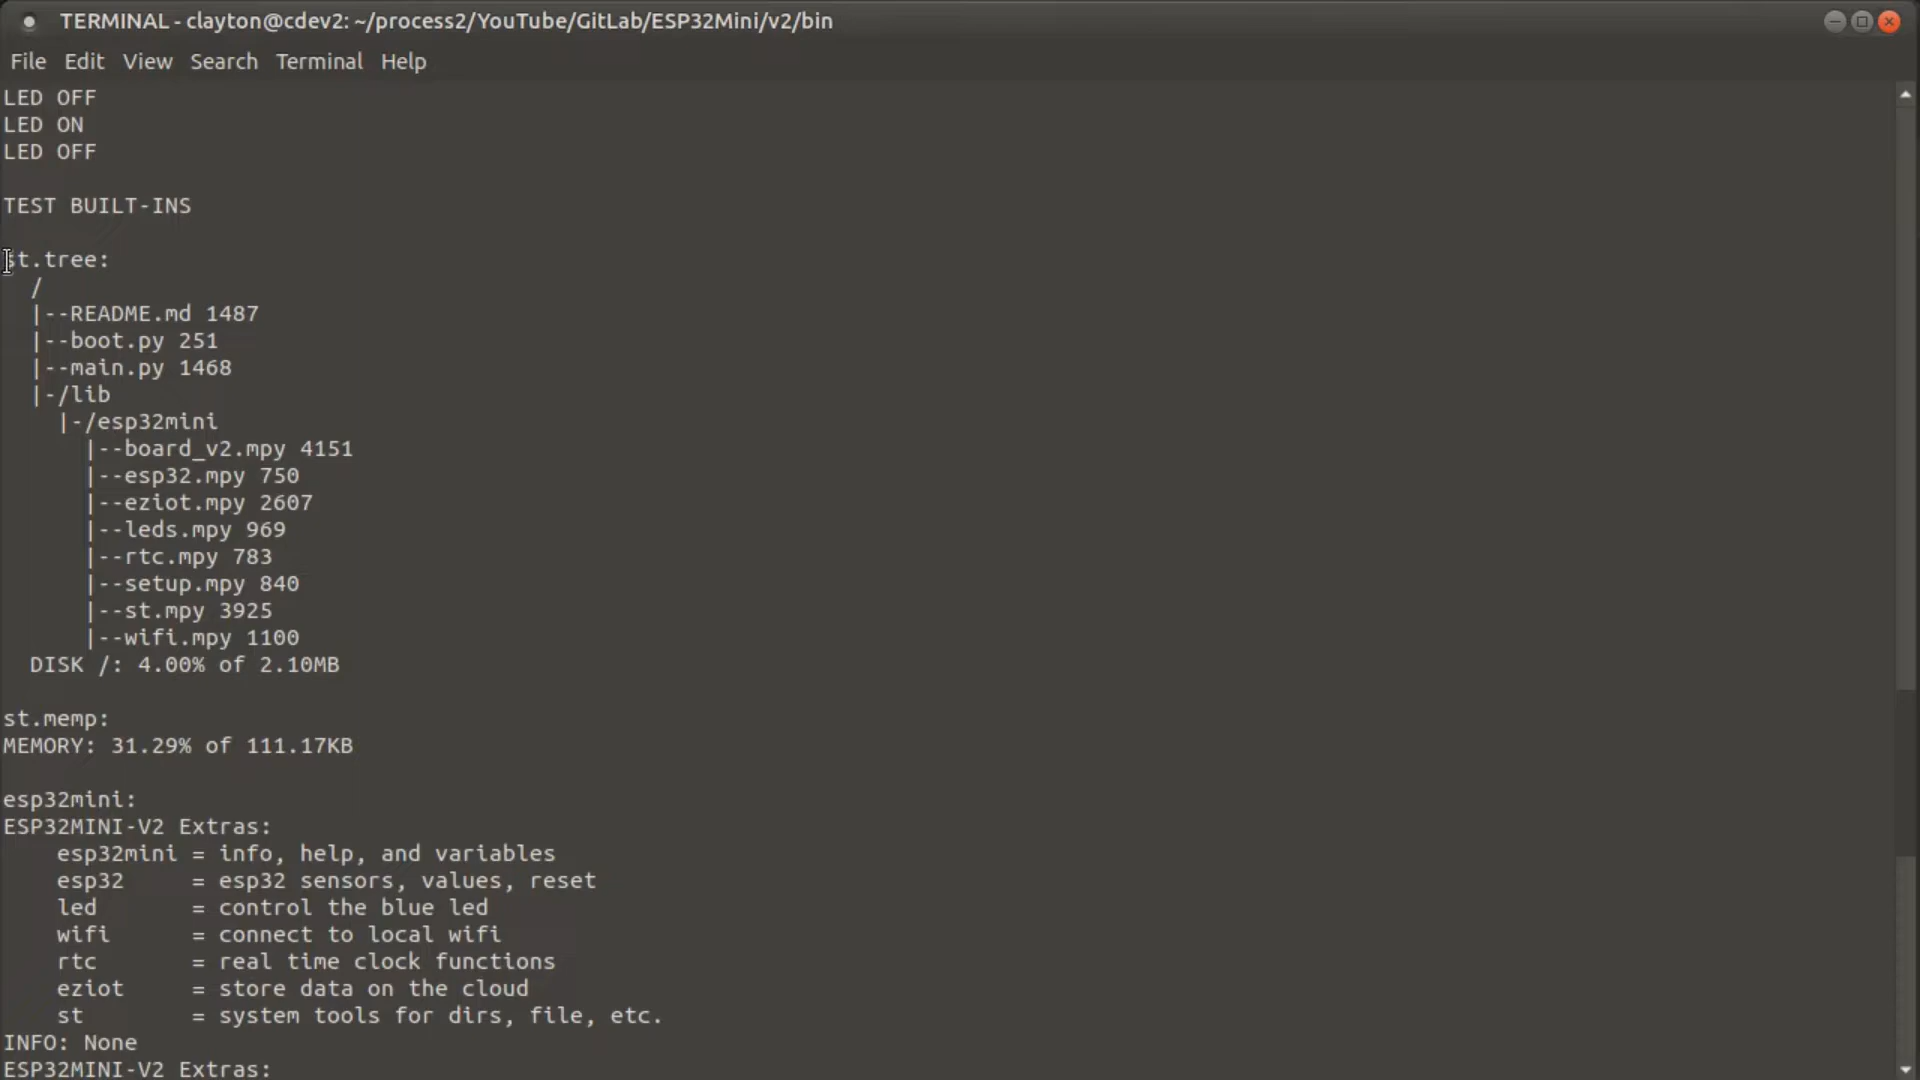 TERMINAL - clayton@cdev2: ~/process2/YouTube/GitLab/ESP32Mini/v2/bin
File Edit View Search Terminal Help
LED OFF
LED ON
LED OFF
TEST BUILT-INS
st.tree:
/
|--README.md 1487
|--boot.py 251
|--main.py 1468
|-/lib
|-/esp32mini
|--board_v2.mpy 4151
|--esp32.mpy 750
|--eziot.mpy 2607
|--leds.mpy 969
|--rtc.mpy 783
|--setup.mpy 840
|--st.mpy 3925
|--wifi.mpy 1100
DISK /: 4.00% of 2.10MB
st.memp:
MEMORY: 31.29% of 111.17KB
esp32mini:
ESP32MINI-V2 Extras:
esp32mini = info, help, and variables
esp32 = esp32 sensors, values, reset
led = control the blue led
wifi = connect to local wifi
rtc = real time clock functions
eziot = store data on the cloud
st = system tools for dirs, file, etc.
INFO: None
ESP32MINI-V2 Extras: